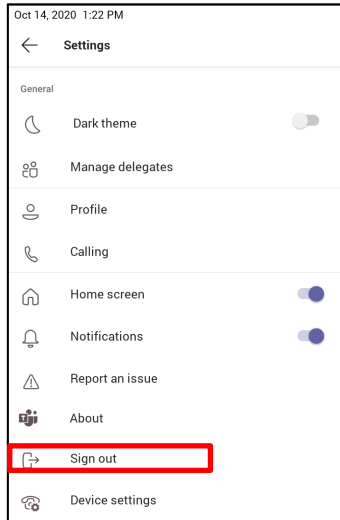 Oct 14, 2020 1:22 PM
Settings
General
Dark theme
Manage delegates
Profile
Calling
Home screen
Notifications
Report an issue
About
Sign out
Device settings